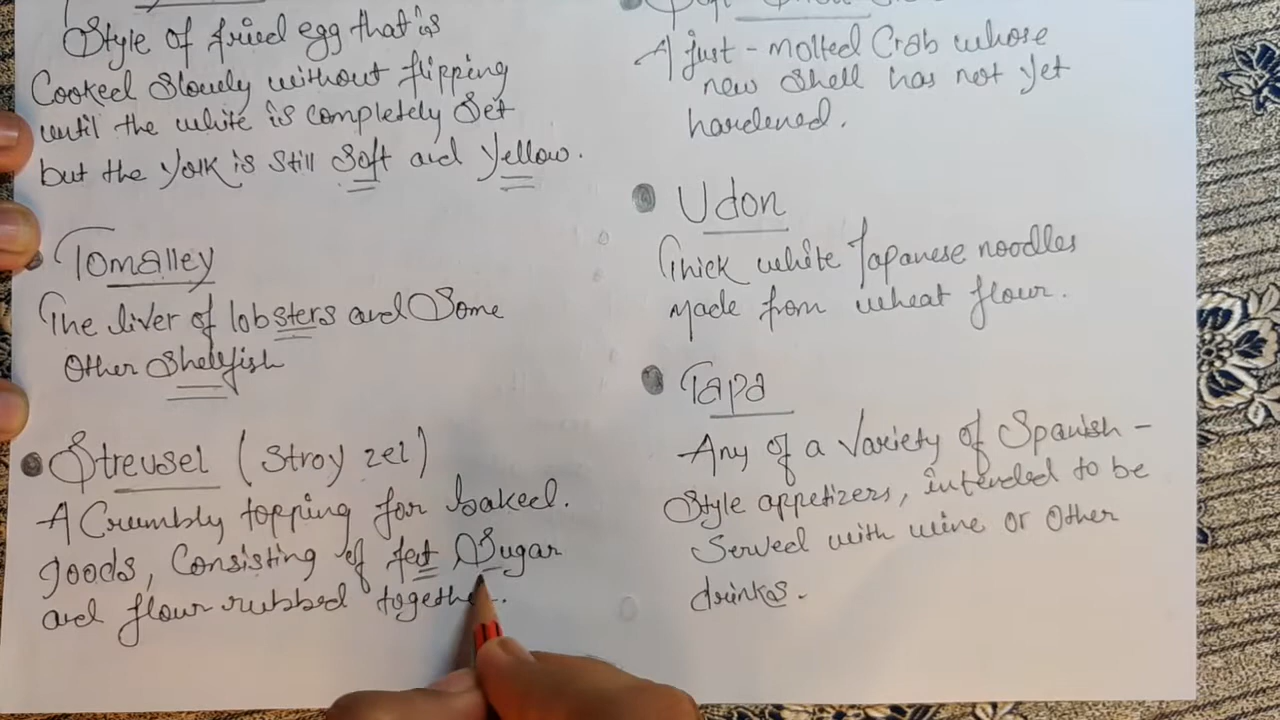 Style of fried egg that is
Cooked Slowly without flipping
until the white is completely Set
but the Yolk is still Soft and Yellow.
Tomalley
The liver of lobsters and Some
Other Shellfish
Streusel (Stroy zel)
A Crumbly topping for baked.
goods, Consisting of fat Sugar
and flour rubbed together.
A just-molted Crab whose
new Shell has not yet
hardened.
Udon
Thick white Japanese noodles
made from wheat flour.
Tapa
Any of a Variety of Spanish-
Style appetizers, intended to be
Served with wine or other
drinks.